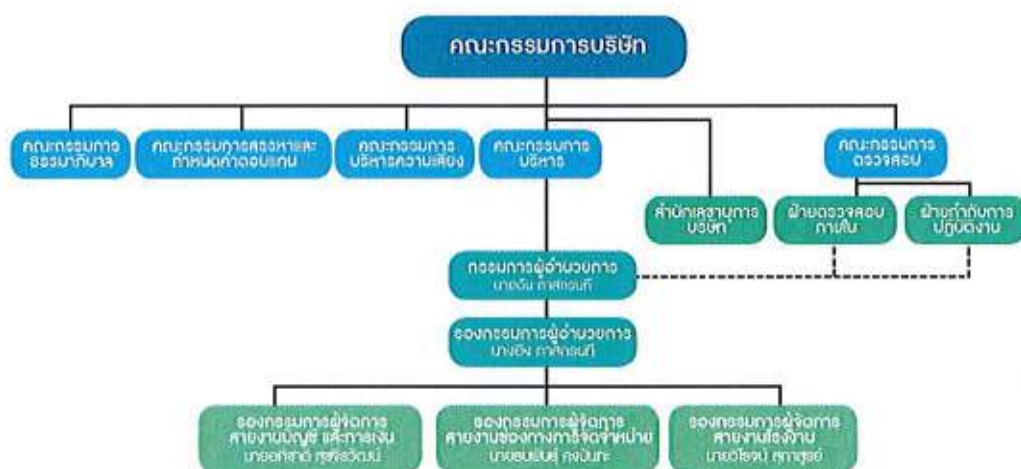 คณะกรรมการบริษัท
คณะกรรมการ
ธรรมาภิบาล
คณะกรรมการสรรหาและ
กำหนดค่าตอบแทน
คณะกรรมการ
บริหารความเสี่ยง
คณะกรรมการ
บริหาร
คณะกรรมการ
ตรวจสอบ
สำนักเลขานุการ
บริษัท
ฝ่ายตรวจสอบ
ภายใน
ฝ่ายกำกับการ
ปฏิบัติงาน
กรรมการผู้อำนวยการ
รองกรรมการผู้อำนวยการ
รองกรรมการผู้จัดการ
สายงานบัญชี และการเงิน
รองกรรมการผู้จัดการ
สายงานช่องทางการจัดจำหน่าย
รองกรรมการผู้จัดการ
สายงานโรงงาน